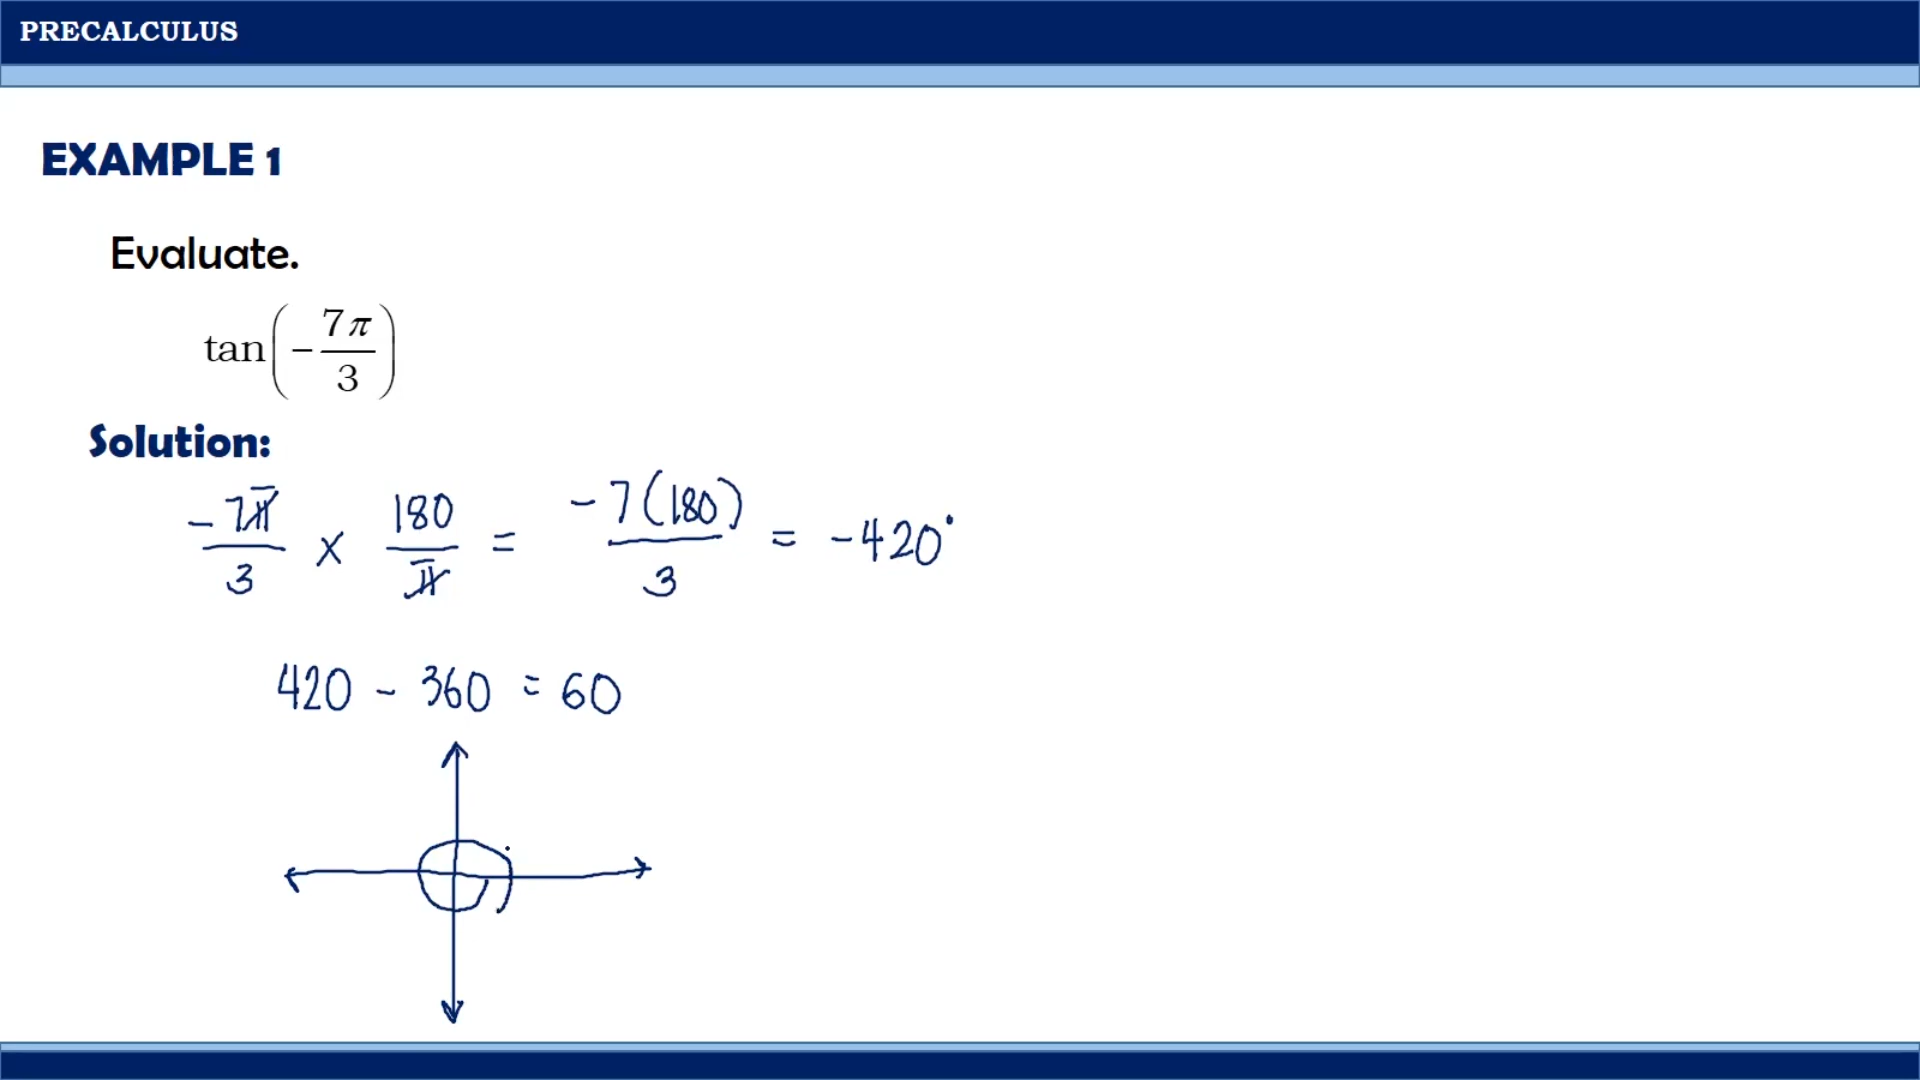 PRECALCULUS
EXAMPLE 1
Evaluate.
tan(−7π/3)
Solution:
−7π/3 × 180/π = −7(180)/3 = −420°
420 − 360 = 60